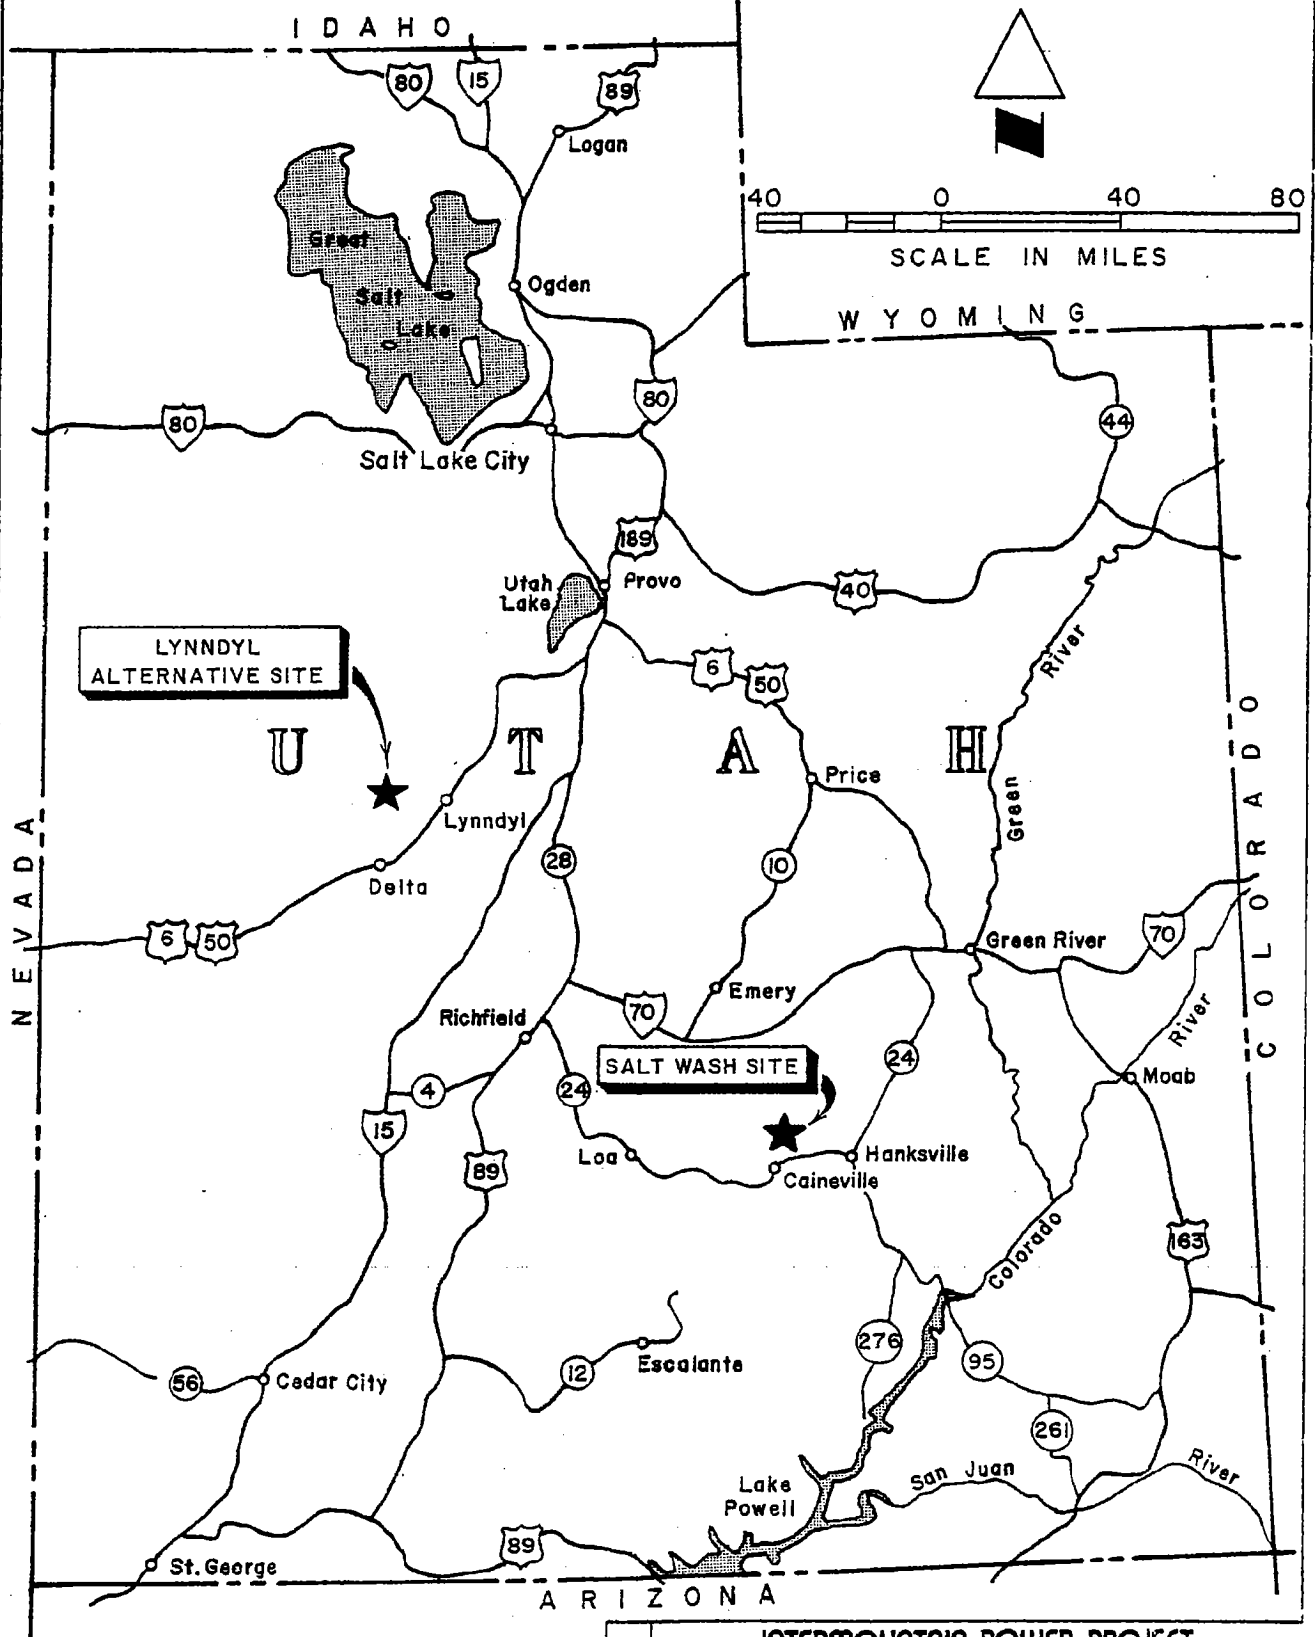 IDAHO
80
15
89
Logan
40 0 40 80
SCALE IN MILES
Great
Salt
Lake
Ogden
WYOMING
80
80
44
Salt Lake City
189
Utah
Lake
Provo
40
River
LYNNDYL
ALTERNATIVE SITE
6
50
U T A H
Price
Green
Lynndyl
NEVADA
COLORADO
28
10
Delta
6
50
Green River
70
Emery
Richfield
70
River
SALT WASH SITE
24
Moab
4
24
15
Loa
Hanksville
89
Caineville
Colorado
163
276
95
12
Escalante
56
Cedar City
261
San Juan
River
Lake
Powell
89
St. George
ARIZONA
INTERMOUNTAIN POWER PROJECT